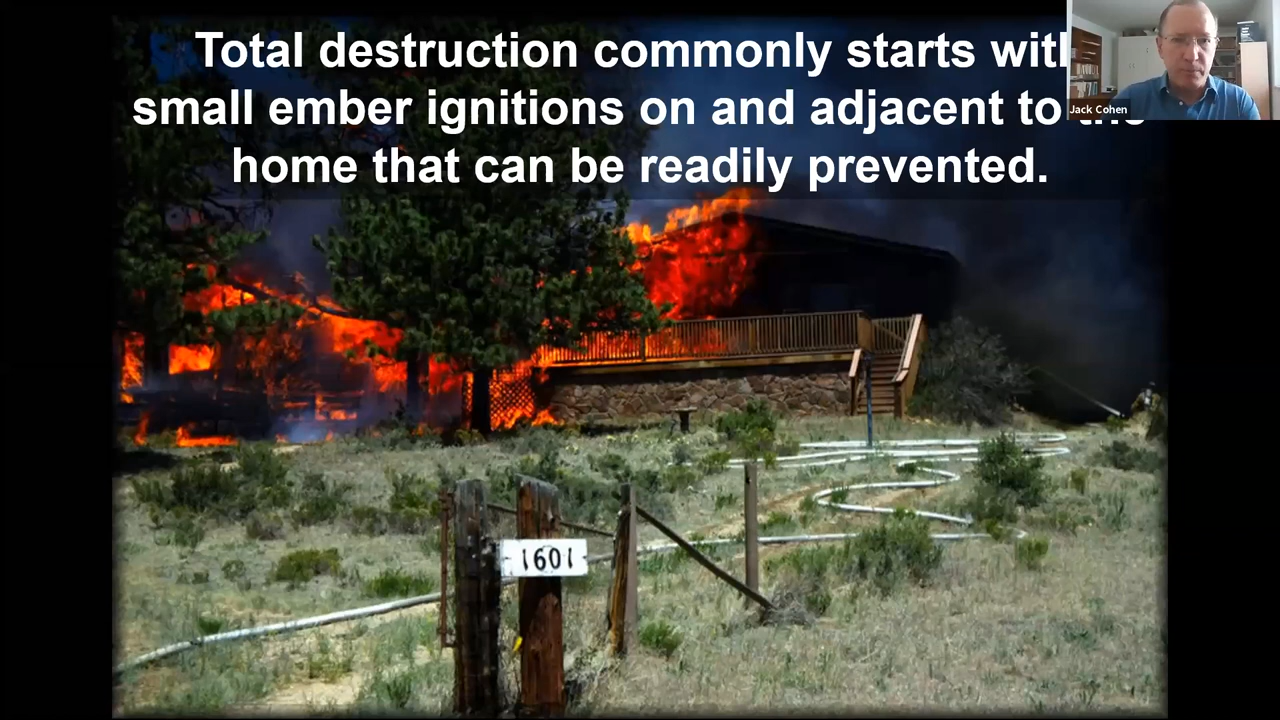 Total destruction commonly starts with
small ember ignitions on and adjacent to the
home that can be readily prevented.
Jack Cohen
1601